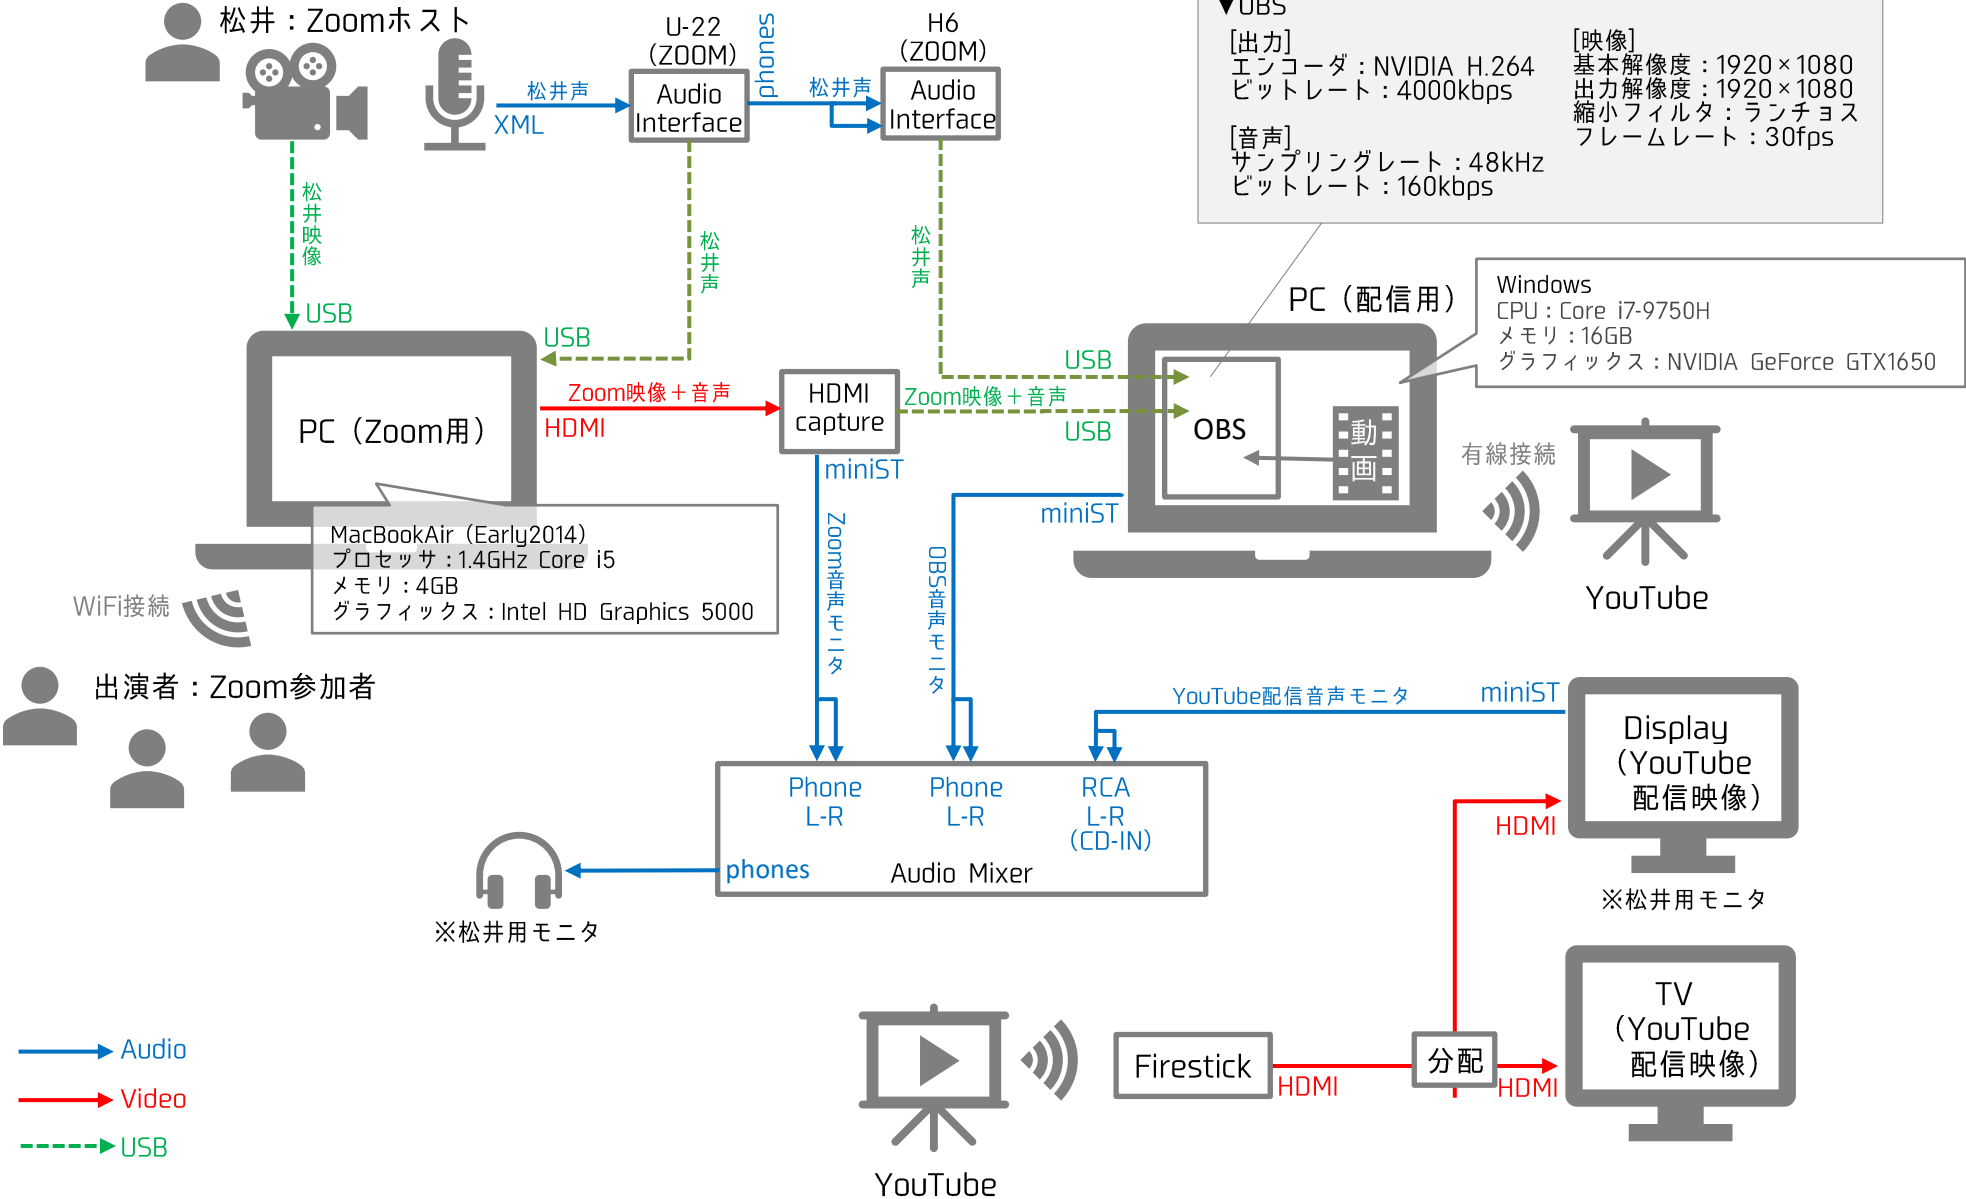 松井：Zoomホスト
U-22
（ZOOM）
phones
H6
（ZOOM）
松井声
XML
Audio
Interface
松井声
Audio
Interface
▼OBS
[出力]
エンコーダ：NVIDIA H.264
ビットレート：4000kbps
[音声]
サンプリングレート：48kHz
ビットレート：160kbps
[映像]
基本解像度：1920×1080
出力解像度：1920×1080
縮小フィルタ：ランチョス
フレームレート：30fps
松井映像
USB
松井声
USB
松井声
USB
PC（配信用）
Windows
CPU：Core i7-9750H
メモリ：16GB
グラフィックス：NVIDIA GeForce GTX1650
PC（Zoom用）
Zoom映像＋音声
HDMI
HDMI
capture
Zoom映像＋音声
USB
OBS
動画
有線接続
YouTube
miniST
miniST
MacBookAir（Early2014）
プロセッサ：1.4GHz Core i5
メモリ：4GB
グラフィックス：Intel HD Graphics 5000
Zoom音声モニタ
OBS音声モニタ
WiFi接続
出演者：Zoom参加者
YouTube配信音声モニタ
miniST
Display
（YouTube
配信映像）
HDMI
※松井用モニタ
Phone
L-R
Phone
L-R
RCA
L-R
（CD-IN）
phones
Audio Mixer
※松井用モニタ
TV
（YouTube
配信映像）
Firestick
HDMI
分配
HDMI
YouTube
Audio
Video
USB